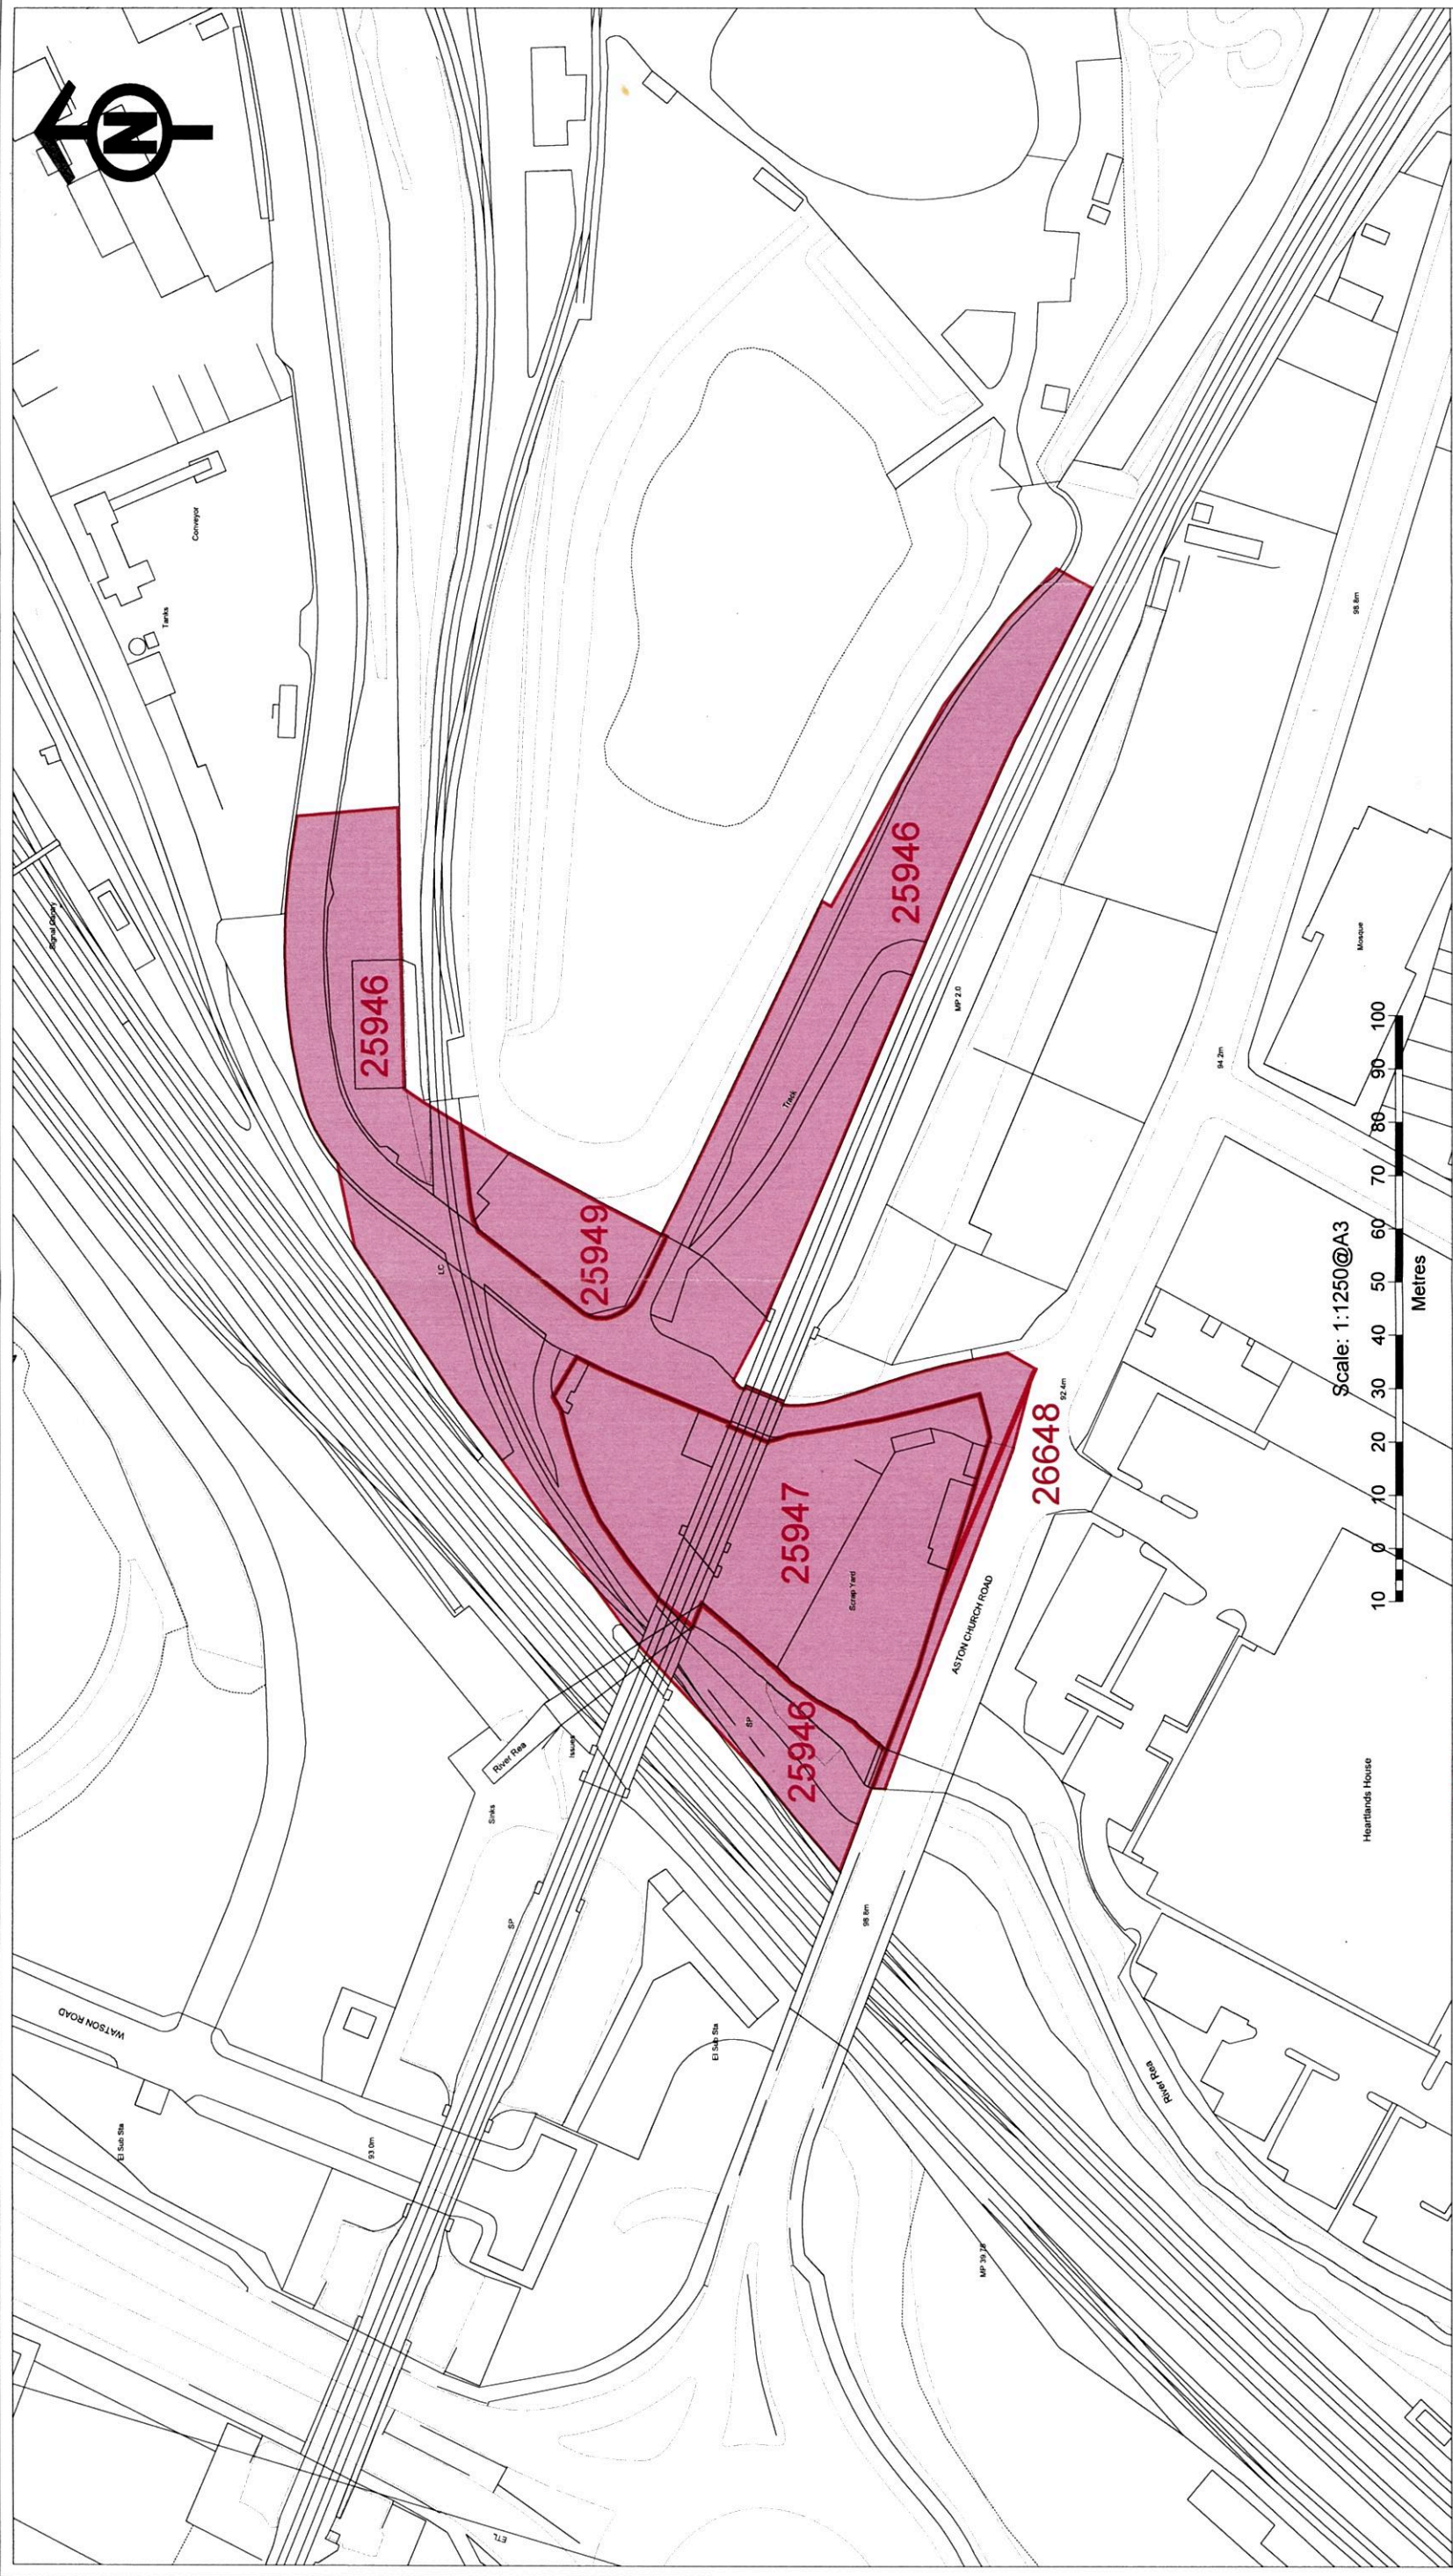 N
Conveyor
Tanks
Signal Gantry
25946
25946
Track
MP 2.0
98.8m
Mosque
94.2m
LC
25949
25947
Scrap Yard
26648
92.4m
ASTON CHURCH ROAD
25946
SP
River Rea
Issues
Sinks
SP
98.8m
El Sub Sta
WATSON ROAD
El Sub Sta
93.0m
River Rea
Heartlands House
ETL
Scale: 1:1250@A3
10 0 10 20 30 40 50 60 70 80 90 100
Metres